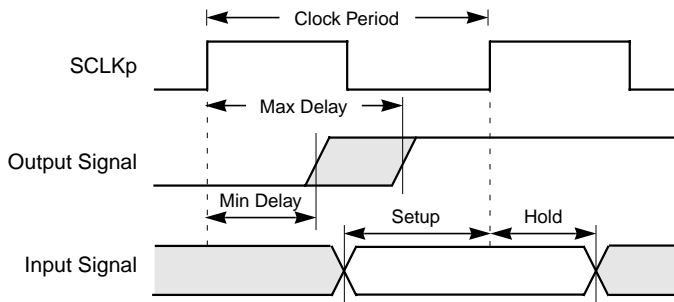 Clock Period
SCLKp
Max Delay
Output Signal
Min Delay
Setup
Hold
Input Signal